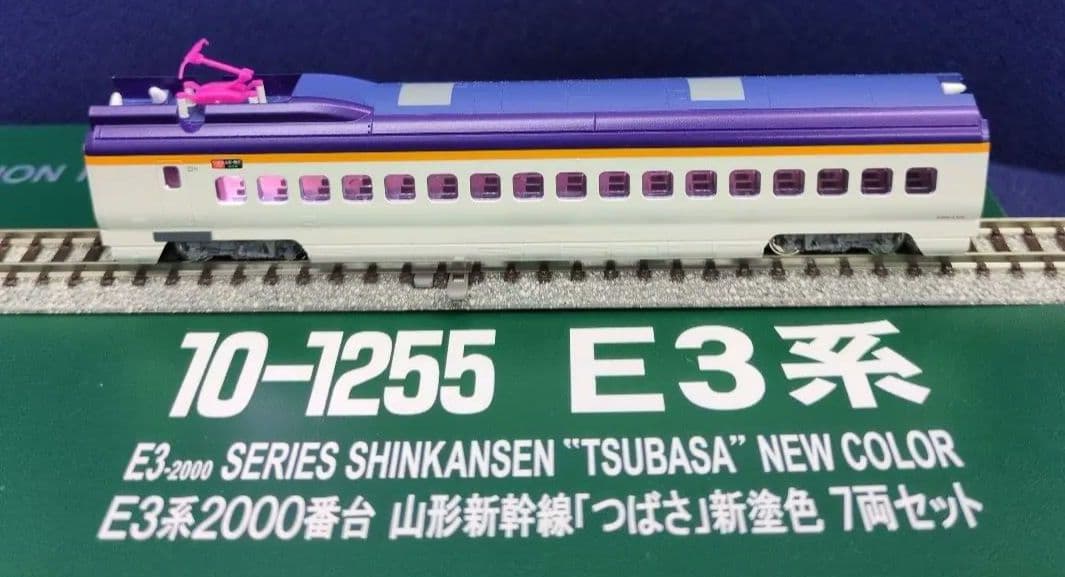 ION
10-1255 E3系
E3-2000 SERIES SHINKANSEN “TSUBASA” NEW COLOR
E3系2000番台 山形新幹線「つばさ」新塗色 7両セット